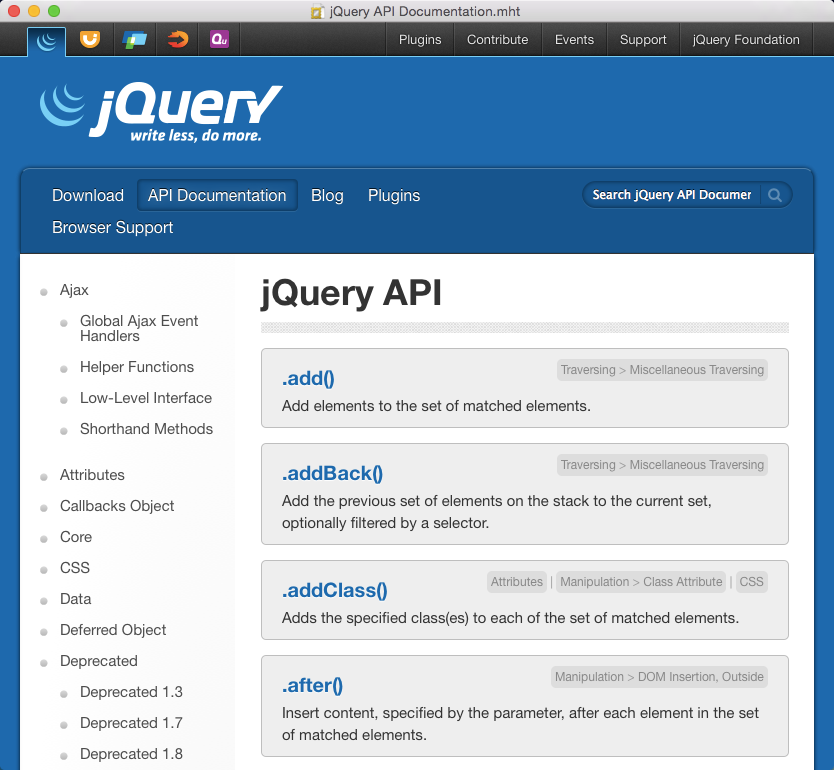 jQuery API Documentation.mht
Qu
Plugins
Contribute
Events
Support
jQuery Foundation
jQuery
write less, do more.
Download
API Documentation
Blog
Plugins
Search jQuery API Documer
Browser Support
Ajax
Global Ajax Event
Handlers
Helper Functions
Low-Level Interface
Shorthand Methods
Attributes
Callbacks Object
Core
CSS
Data
Deferred Object
Deprecated
Deprecated 1.3
Deprecated 1.7
Deprecated 1.8
jQuery API
.add()
Traversing > Miscellaneous Traversing
Add elements to the set of matched elements.
.addBack()
Traversing > Miscellaneous Traversing
Add the previous set of elements on the stack to the current set,
optionally filtered by a selector.
.addClass()
Attributes | Manipulation > Class Attribute | CSS
Adds the specified class(es) to each of the set of matched elements.
.after()
Manipulation > DOM Insertion, Outside
Insert content, specified by the parameter, after each element in the set
of matched elements.